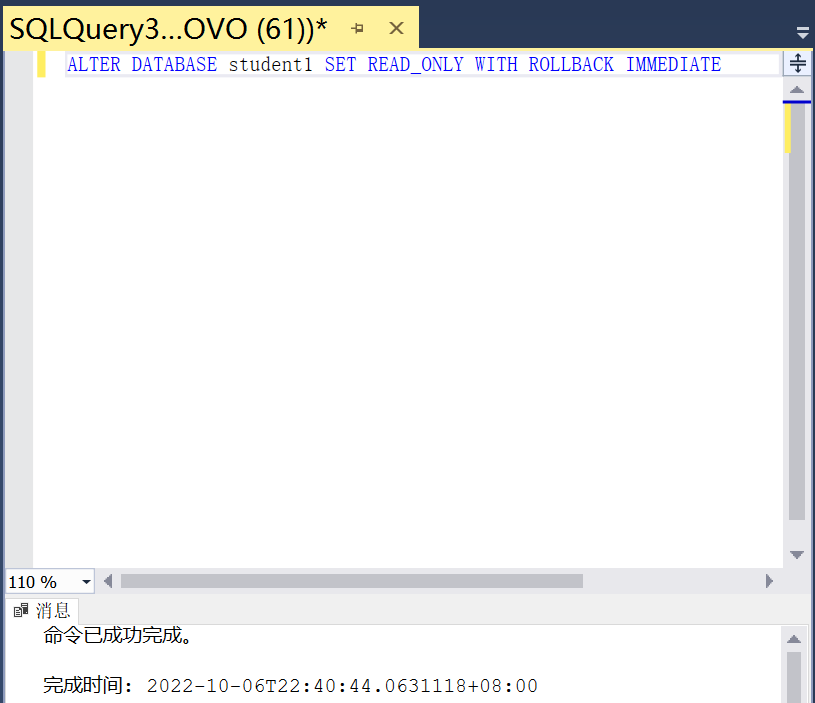 SQLQuery3...OVO (61))*
ALTER DATABASE student1 SET READ_ONLY WITH ROLLBACK IMMEDIATE
110 %
消息
命令已成功完成。
完成时间: 2022-10-06T22:40:44.0631118+08:00